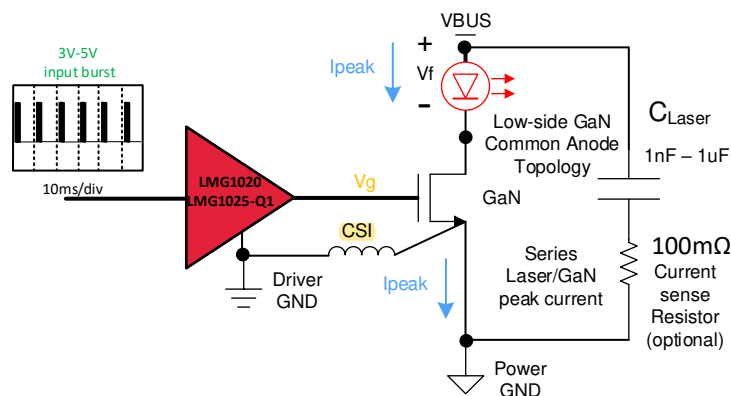 3V-5V
input burst
10ms/div
LMG1020
LMG1025-Q1
Vg
CSI
Driver
GND
Ipeak
VBUS
+
Vf
-
Ipeak
Low-side GaN
Common Anode
Topology
GaN
Series
Laser/GaN
peak current
Power
GND
CLaser
1nF – 1uF
100mΩ
Current
sense
Resistor
(optional)